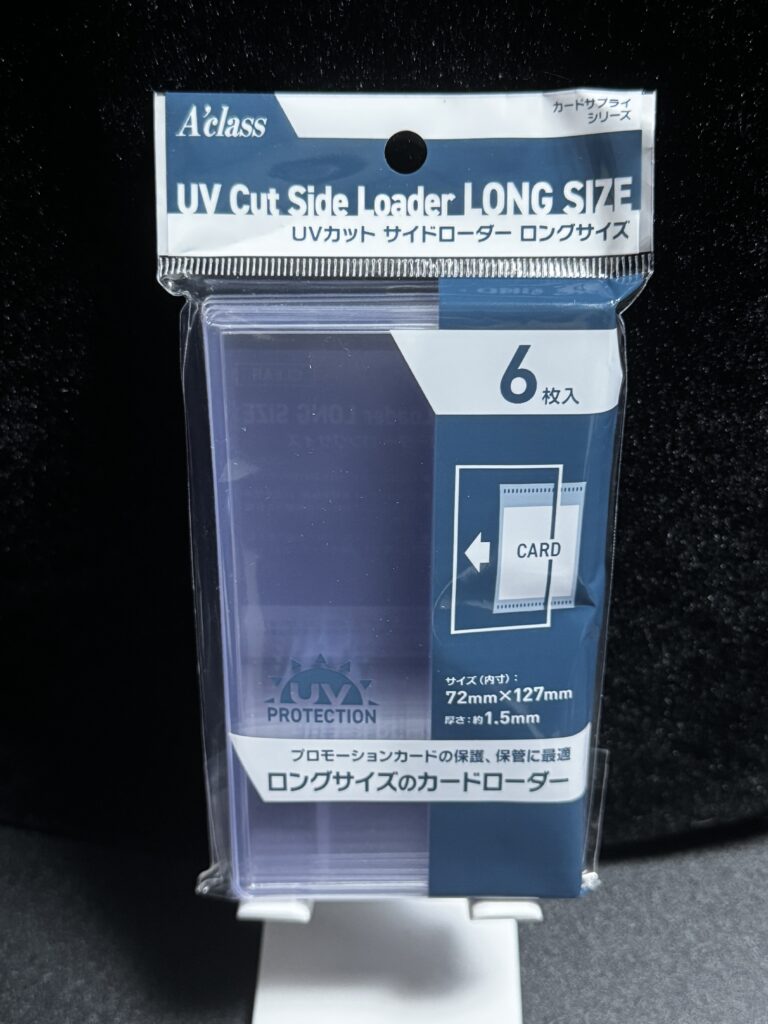 A'class
カードサプライ
シリーズ
UV Cut Side Loader LONG SIZE
UVカット サイドローダー ロングサイズ
6枚入
CARD
サイズ(内寸):
72mm×127mm
厚さ:約1.5mm
UV
PROTECTION
プロモーションカードの保護、保管に最適
ロングサイズのカードローダー